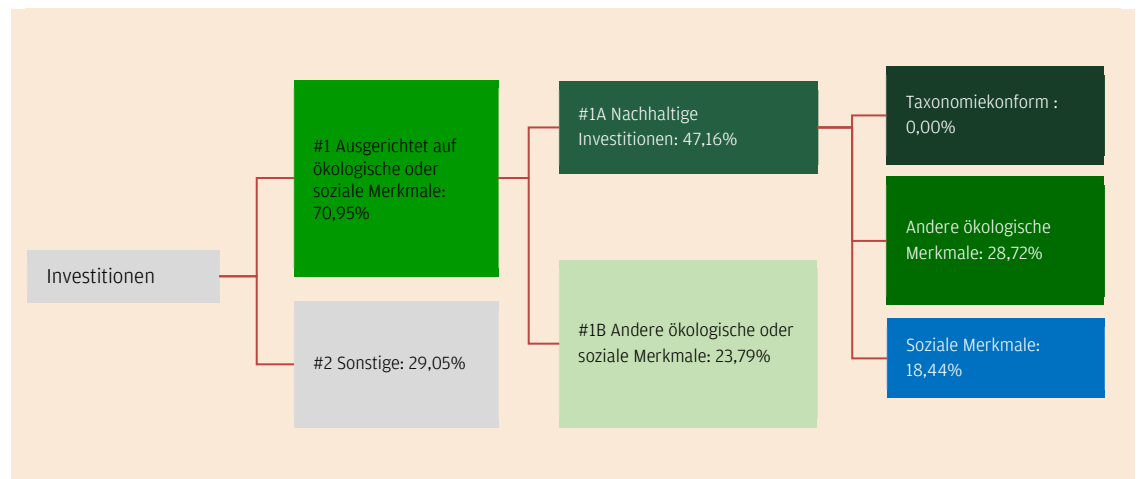 Investitionen
#1 Ausgerichtet auf
ökologische oder
soziale Merkmale:
70,95%
#2 Sonstige: 29,05%
#1A Nachhaltige
Investitionen: 47,16%
#1B Andere ökologische oder
soziale Merkmale: 23,79%
Taxonomiekonform :
0,00%
Andere ökologische
Merkmale: 28,72%
Soziale Merkmale:
18,44%